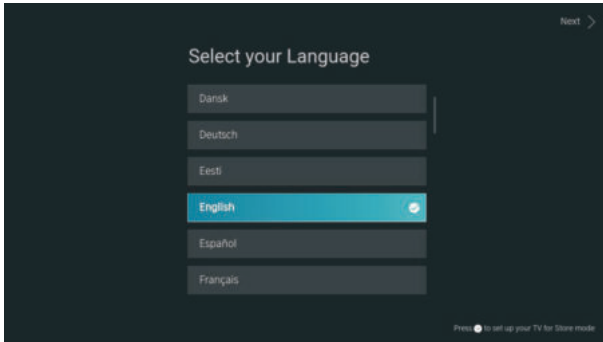 Next
Select your Language
Dansk
Deutsch
Eesti
English
Español
Français
Press to set up your TV for Store mode